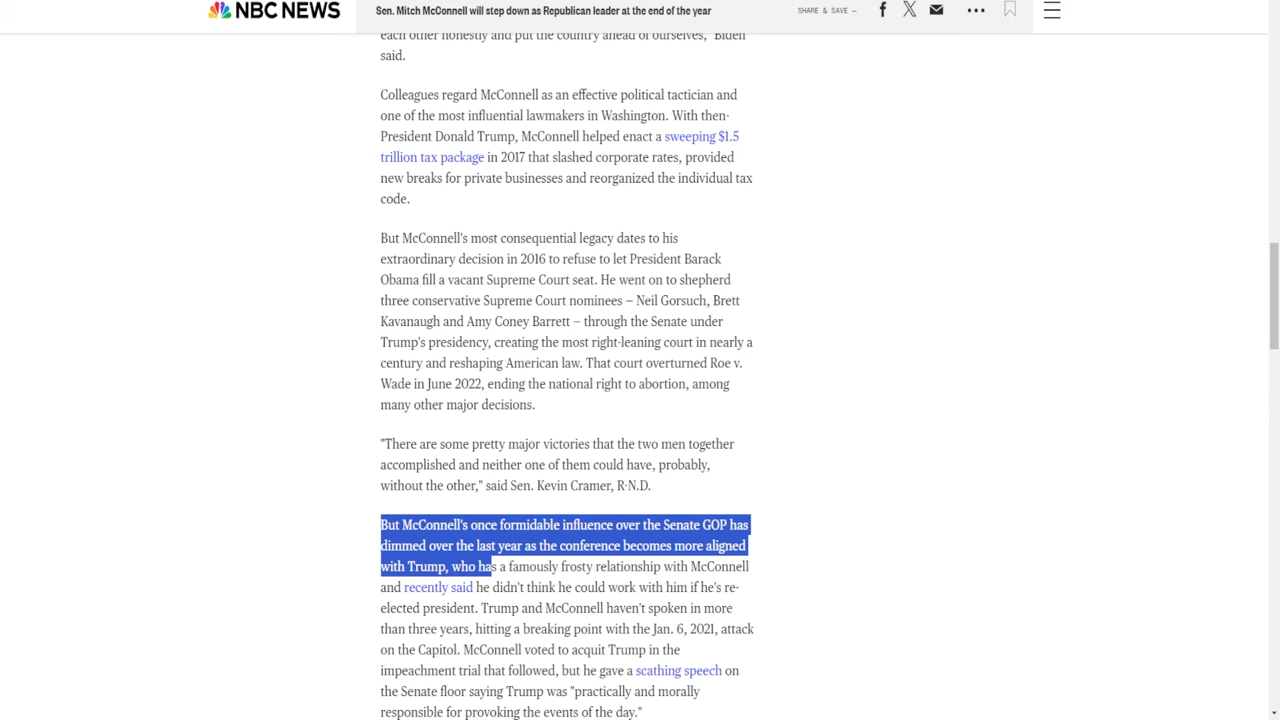 NBC NEWS
Sen. Mitch McConnell will step down as Republican leader at the end of the year
SHARE & SAVE —
each other honestly and put the country ahead of ourselves," Biden
said.
Colleagues regard McConnell as an effective political tactician and
one of the most influential lawmakers in Washington. With then-
President Donald Trump, McConnell helped enact a sweeping $1.5
trillion tax package in 2017 that slashed corporate rates, provided
new breaks for private businesses and reorganized the individual tax
code.
But McConnell's most consequential legacy dates to his
extraordinary decision in 2016 to refuse to let President Barack
Obama fill a vacant Supreme Court seat. He went on to shepherd
three conservative Supreme Court nominees – Neil Gorsuch, Brett
Kavanaugh and Amy Coney Barrett – through the Senate under
Trump's presidency, creating the most right-leaning court in nearly a
century and reshaping American law. That court overturned Roe v.
Wade in June 2022, ending the national right to abortion, among
many other major decisions.
"There are some pretty major victories that the two men together
accomplished and neither one of them could have, probably,
without the other," said Sen. Kevin Cramer, R-N.D.
But McConnell's once formidable influence over the Senate GOP has
dimmed over the last year as the conference becomes more aligned
with Trump, who has a famously frosty relationship with McConnell
and recently said he didn't think he could work with him if he's re-
elected president. Trump and McConnell haven't spoken in more
than three years, hitting a breaking point with the Jan. 6, 2021, attack
on the Capitol. McConnell voted to acquit Trump in the
impeachment trial that followed, but he gave a scathing speech on
the Senate floor saying Trump was "practically and morally
responsible for provoking the events of the day."